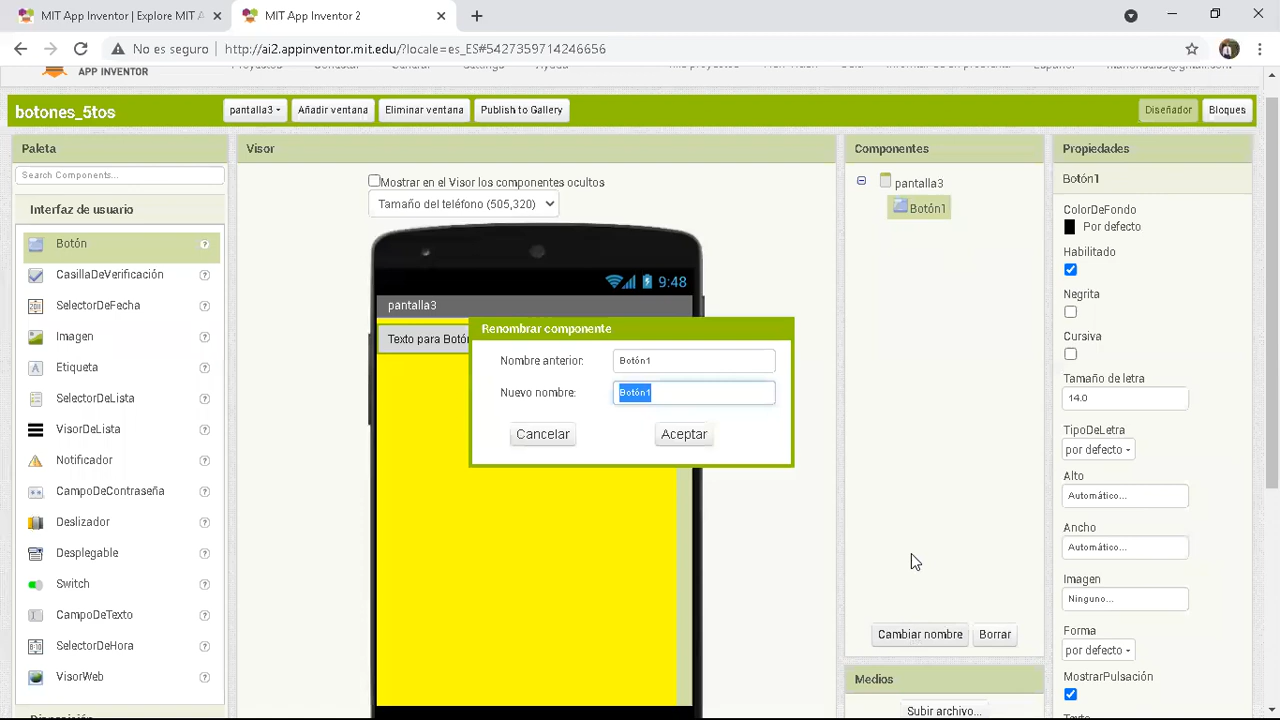 MIT App Inventor | Explore MIT A
MIT App Inventor 2
No es seguro
http://ai2.appinventor.mit.edu/?locale=es_ES#5427359714246656
APP INVENTOR
botones_5tos
pantalla3
Añadir ventana
Eliminar ventana
Publish to Gallery
Diseñador
Bloques
Paleta
Search Components...
Interfaz de usuario
Botón
CasillaDeVerificación
SelectorDeFecha
Imagen
Etiqueta
SelectorDeLista
VisorDeLista
Notificador
CampoDeContraseña
Deslizador
Desplegable
Switch
CampoDeTexto
SelectorDeHora
VisorWeb
Visor
Mostrar en el Visor los componentes ocultos
Tamaño del teléfono (505,320)
9:48
pantalla3
Texto para Botón
Renombrar componente
Nombre anterior:
Botón1
Nuevo nombre:
Botón1
Cancelar
Aceptar
Componentes
pantalla3
Botón1
Cambiar nombre
Borrar
Medios
Subir archivo...
Propiedades
Botón1
ColorDeFondo
Por defecto
Habilitado
Negrita
Cursiva
Tamaño de letra
14.0
TipoDeLetra
por defecto
Alto
Automático...
Ancho
Automático...
Imagen
Ninguno...
Forma
por defecto
MostrarPulsación